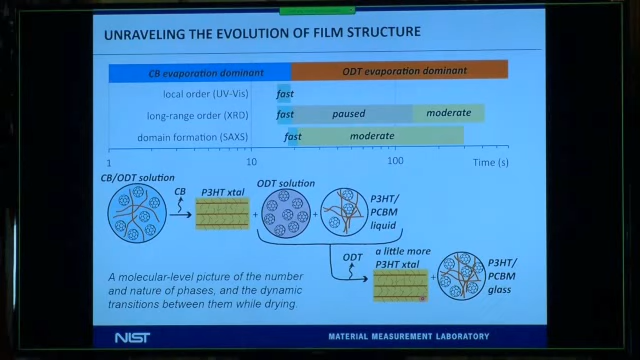 UNRAVELING THE EVOLUTION OF FILM STRUCTURE
CB evaporation dominant
ODT evaporation dominant
local order (UV-Vis)
fast
long-range order (XRD)
fast
paused
moderate
domain formation (SAXS)
fast
moderate
1
10
100
Time (s)
CB/ODT solution
CB
P3HT xtal
+
ODT solution
+
P3HT/
PCBM
liquid
ODT
a little more
P3HT xtal
+
P3HT/
PCBM
glass
A molecular-level picture of the number
and nature of phases, and the dynamic
transitions between them while drying.
NIST
MATERIAL MEASUREMENT LABORATORY